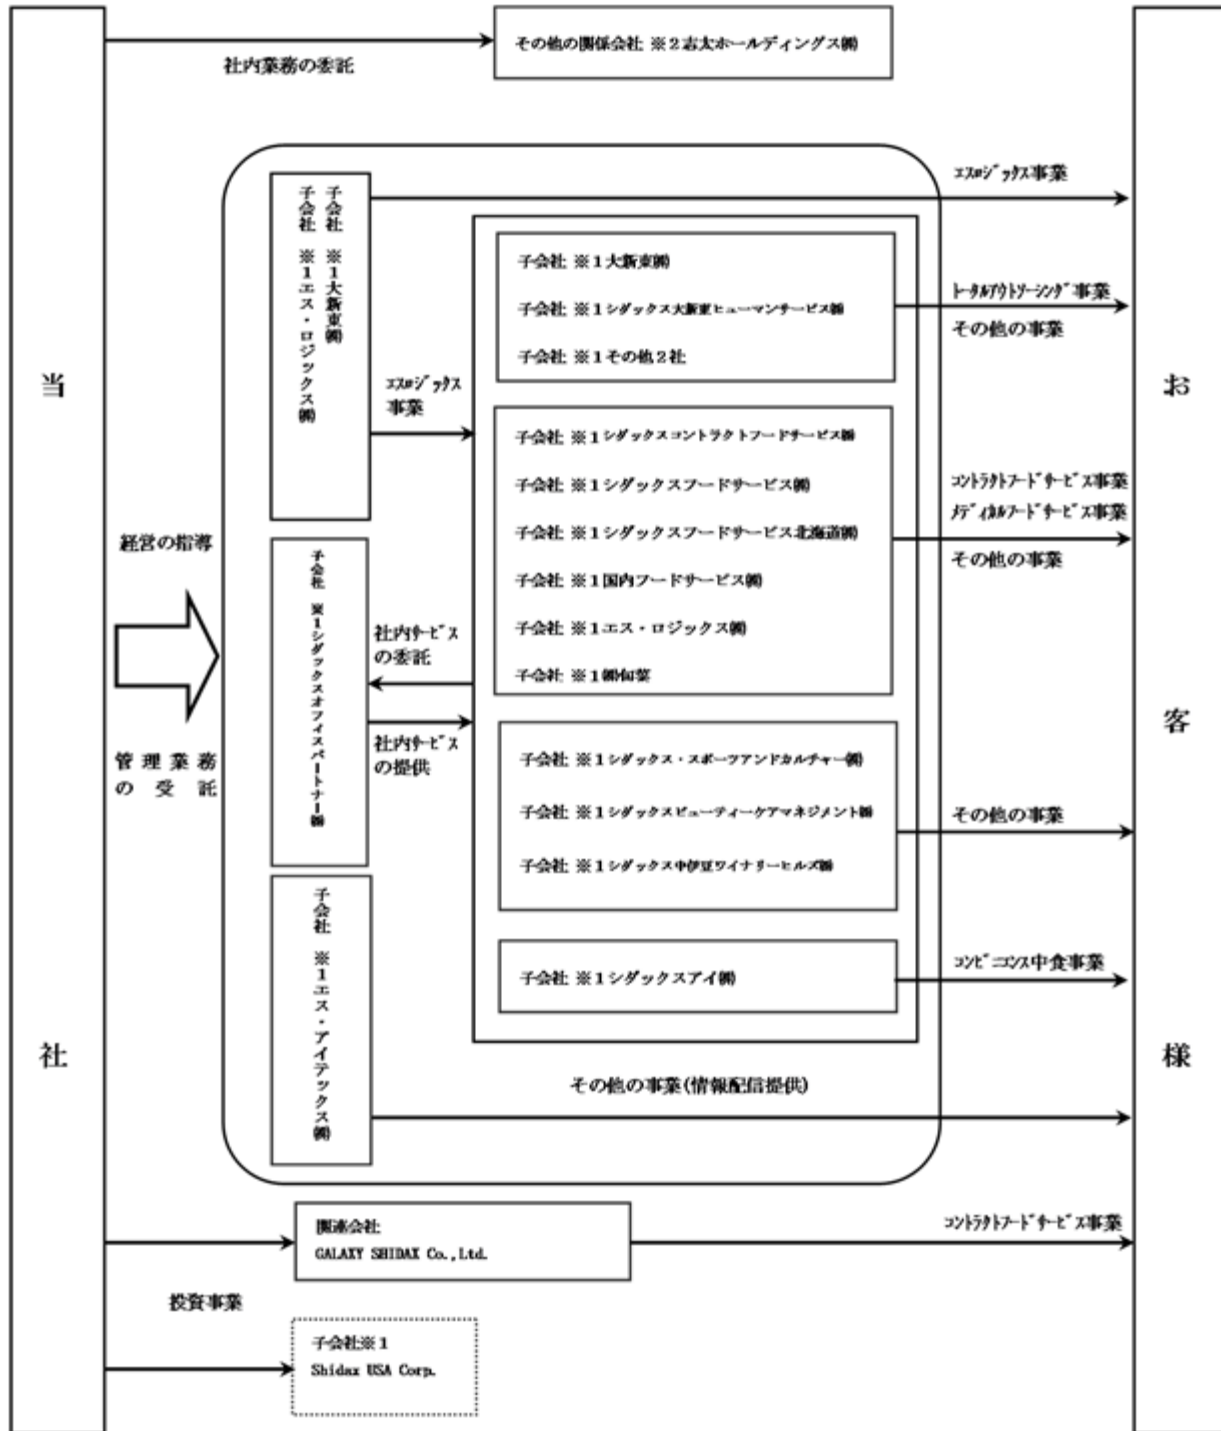 当社
社内業務の委託
その他の関係会社 ※2志太ホールディングス㈱
経営の指導
管理業務
の受託
子会社 ※1大新東㈱
子会社 ※1エス・ロジックス㈱
エスロジックス事業
エスロジックス
事業
子会社 ※1大新東㈱
子会社 ※1シダックス大新東ヒューマンサービス㈱
子会社 ※1その他2社
トータルアウトソーシング事業
その他の事業
子会社 ※1シダックスコントラクトフードサービス㈱
子会社 ※1シダックスフードサービス㈱
子会社 ※1シダックスフードサービス北海道㈱
子会社 ※1国内フードサービス㈱
子会社 ※1エス・ロジックス㈱
子会社 ※1㈱旬菜
コントラクトフードサービス事業
メディカルフードサービス事業
その他の事業
子会社 ※1シダックスオフィスパートナー㈱
社内サービス
の委託
社内サービス
の提供
子会社 ※1シダックス・スポーツアンドカルチャー㈱
子会社 ※1シダックスビューティーケアマネジメント㈱
子会社 ※1シダックス中伊豆ワイナリーヒルズ㈱
その他の事業
子会社 ※1シダックスアイ㈱
コンビニエンス中食事業
子会社 ※1エス・アイテックス㈱
その他の事業(情報配信提供)
関連会社
GALAXY SHIDAX Co.,Ltd.
コントラクトフードサービス事業
投資事業
子会社※1
Shidax USA Corp.
お客様